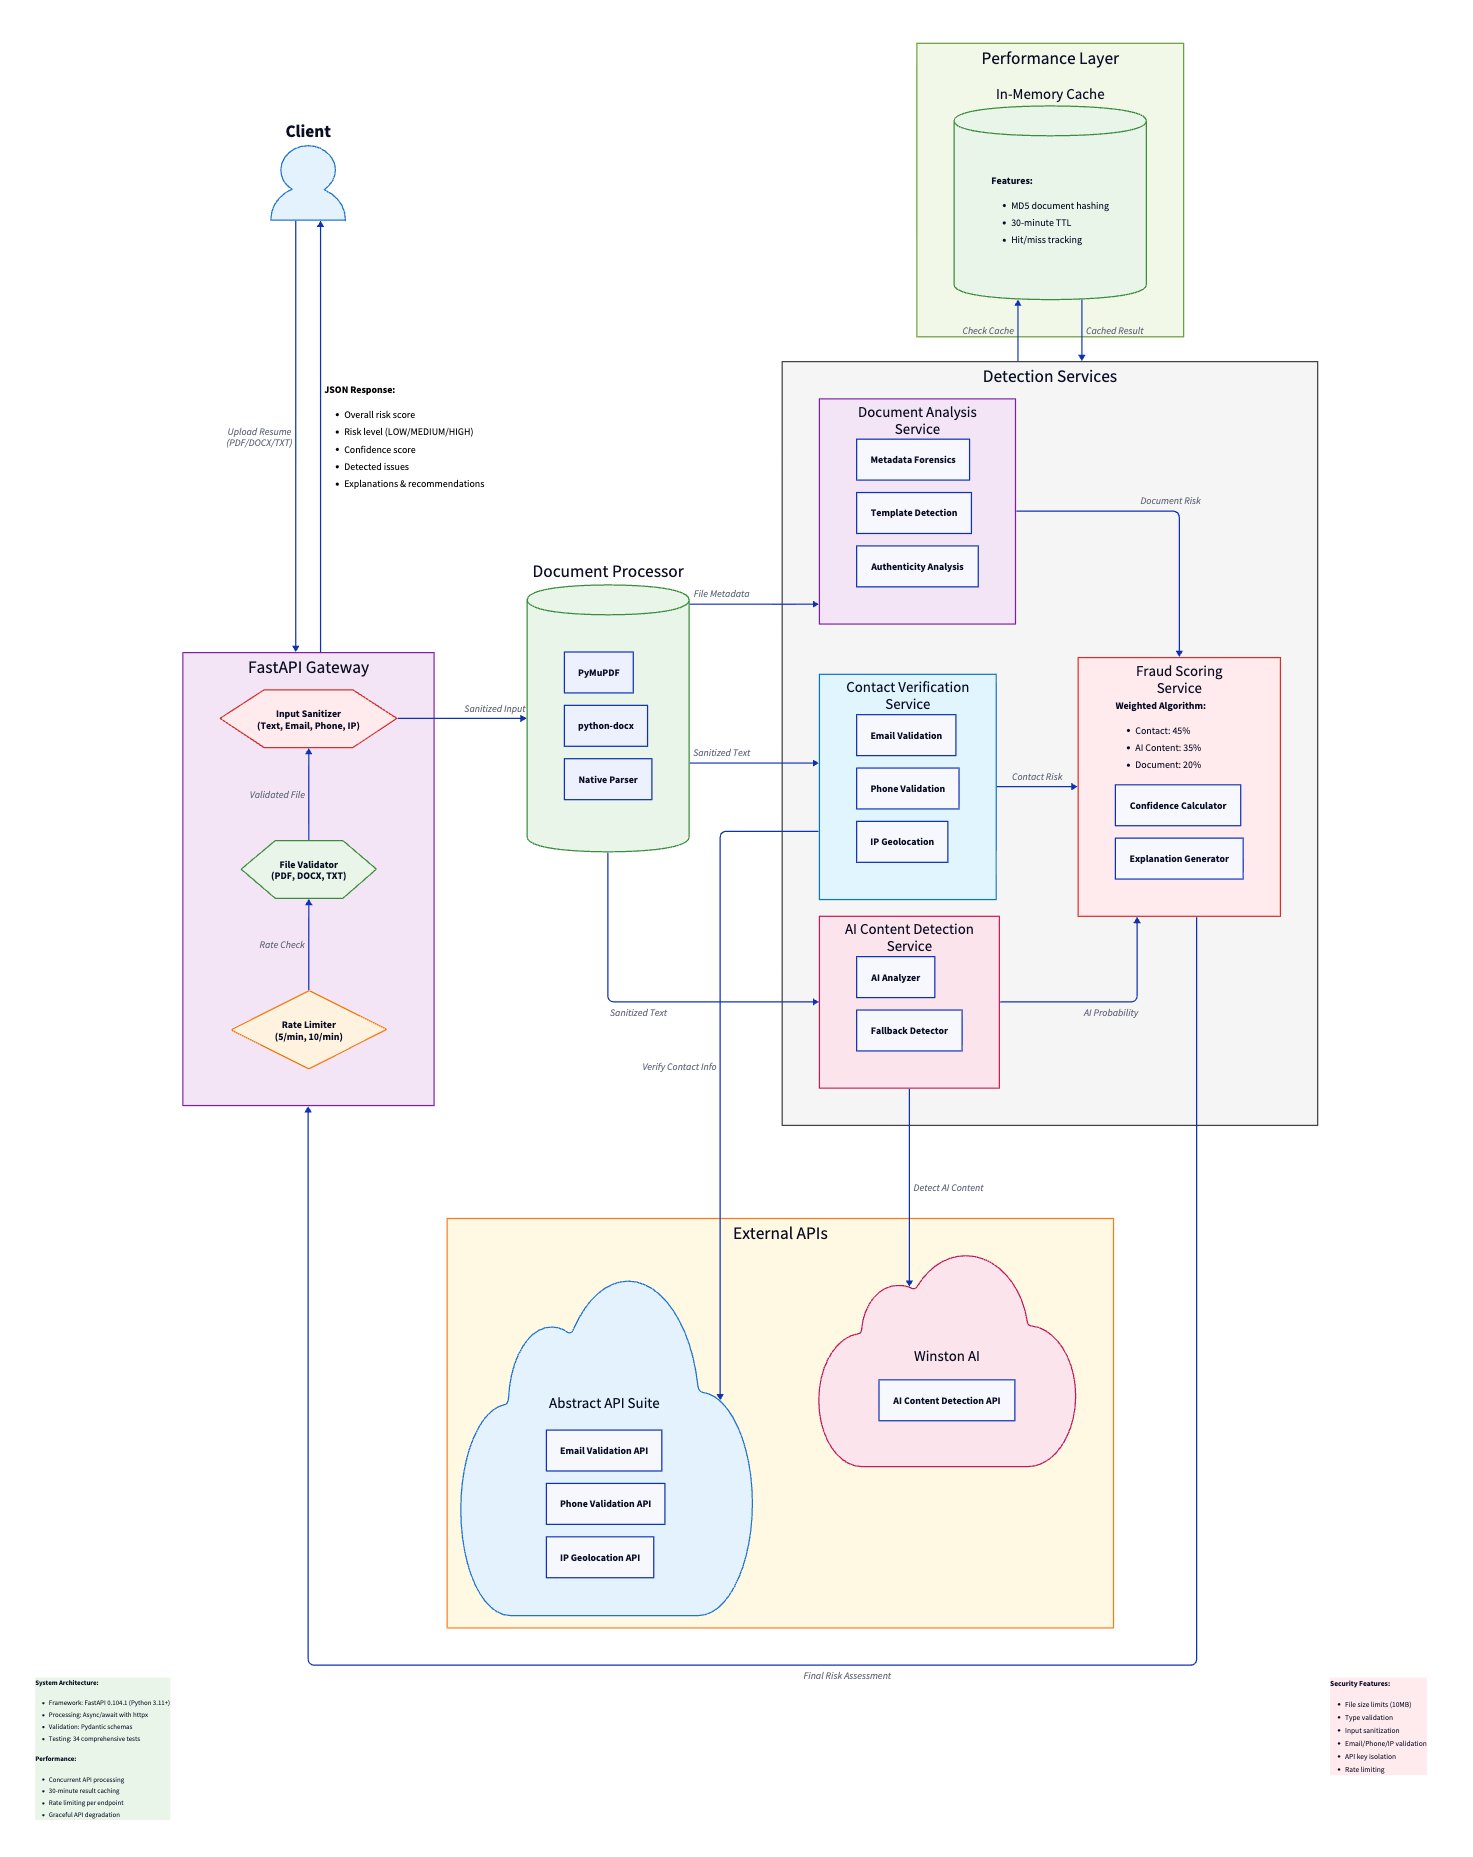 Performance Layer
In-Memory Cache
Features:
• MD5 document hashing
• 30-minute TTL
• Hit/miss tracking
Check Cache
Cached Result
Client
Upload Resume
(PDF/DOCX/TXT)
JSON Response:
• Overall risk score
• Risk level (LOW/MEDIUM/HIGH)
• Confidence score
• Detected issues
• Explanations & recommendations
FastAPI Gateway
Input Sanitizer
(Text, Email, Phone, IP)
Validated File
File Validator
(PDF, DOCX, TXT)
Rate Check
Rate Limiter
(5/min, 10/min)
Sanitized Input
Document Processor
PyMuPDF
python-docx
Native Parser
File Metadata
Sanitized Text
Sanitized Text
Verify Contact Info
Detection Services
Document Analysis
Service
Metadata Forensics
Template Detection
Authenticity Analysis
Document Risk
Contact Verification
Service
Email Validation
Phone Validation
IP Geolocation
Contact Risk
Fraud Scoring
Service
Weighted Algorithm:
• Contact: 45%
• AI Content: 35%
• Document: 20%
Confidence Calculator
Explanation Generator
AI Content Detection
Service
AI Analyzer
Fallback Detector
AI Probability
Detect AI Content
External APIs
Abstract API Suite
Email Validation API
Phone Validation API
IP Geolocation API
Winston AI
AI Content Detection API
Final Risk Assessment
System Architecture:
• Framework: FastAPI 0.104.1 (Python 3.11+)
• Processing: Async/await with httpx
• Validation: Pydantic schemas
• Testing: 34 comprehensive tests
Performance:
• Concurrent API processing
• 30-minute result caching
• Rate limiting per endpoint
• Graceful API degradation
Security Features:
• File size limits (10MB)
• Type validation
• Input sanitization
• Email/Phone/IP validation
• API key isolation
• Rate limiting